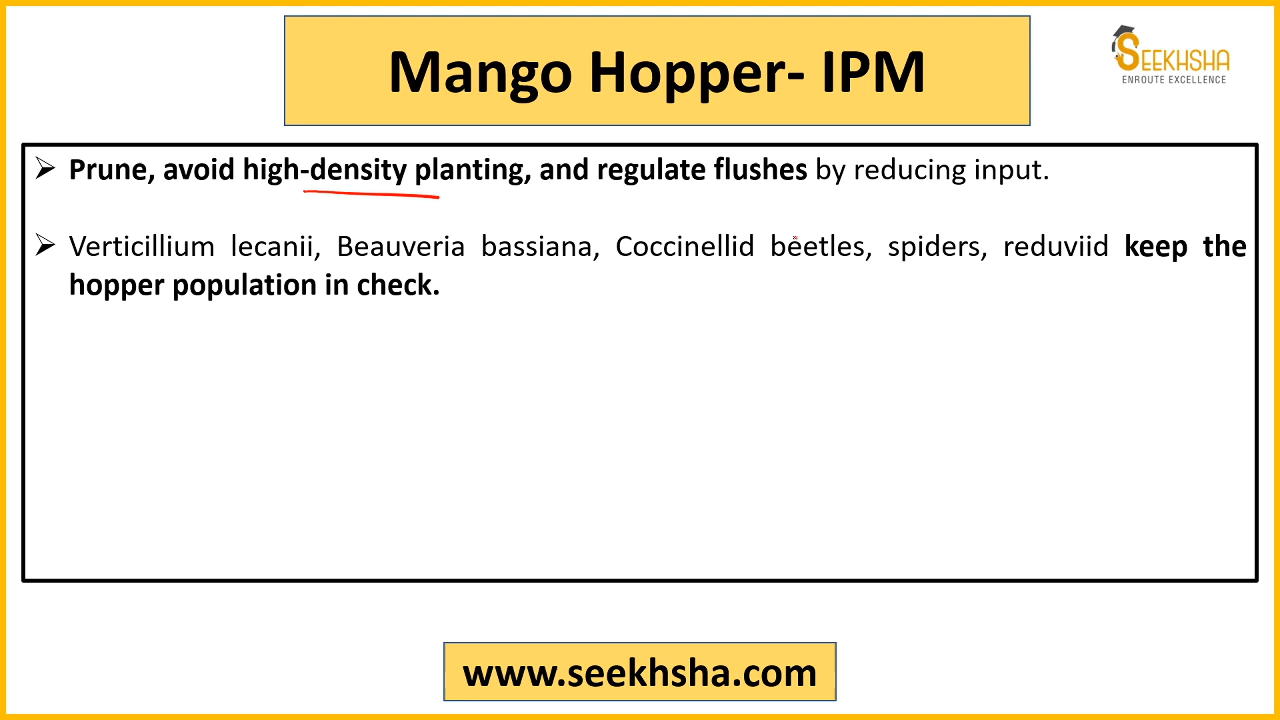 Mango Hopper- IPM
SEEKHSHA
ENROUTE EXCELLENCE
➢ Prune, avoid high-density planting, and regulate flushes by reducing input.
➢ Verticillium lecanii, Beauveria bassiana, Coccinellid beetles, spiders, reduviid keep the
hopper population in check.
www.seekhsha.com